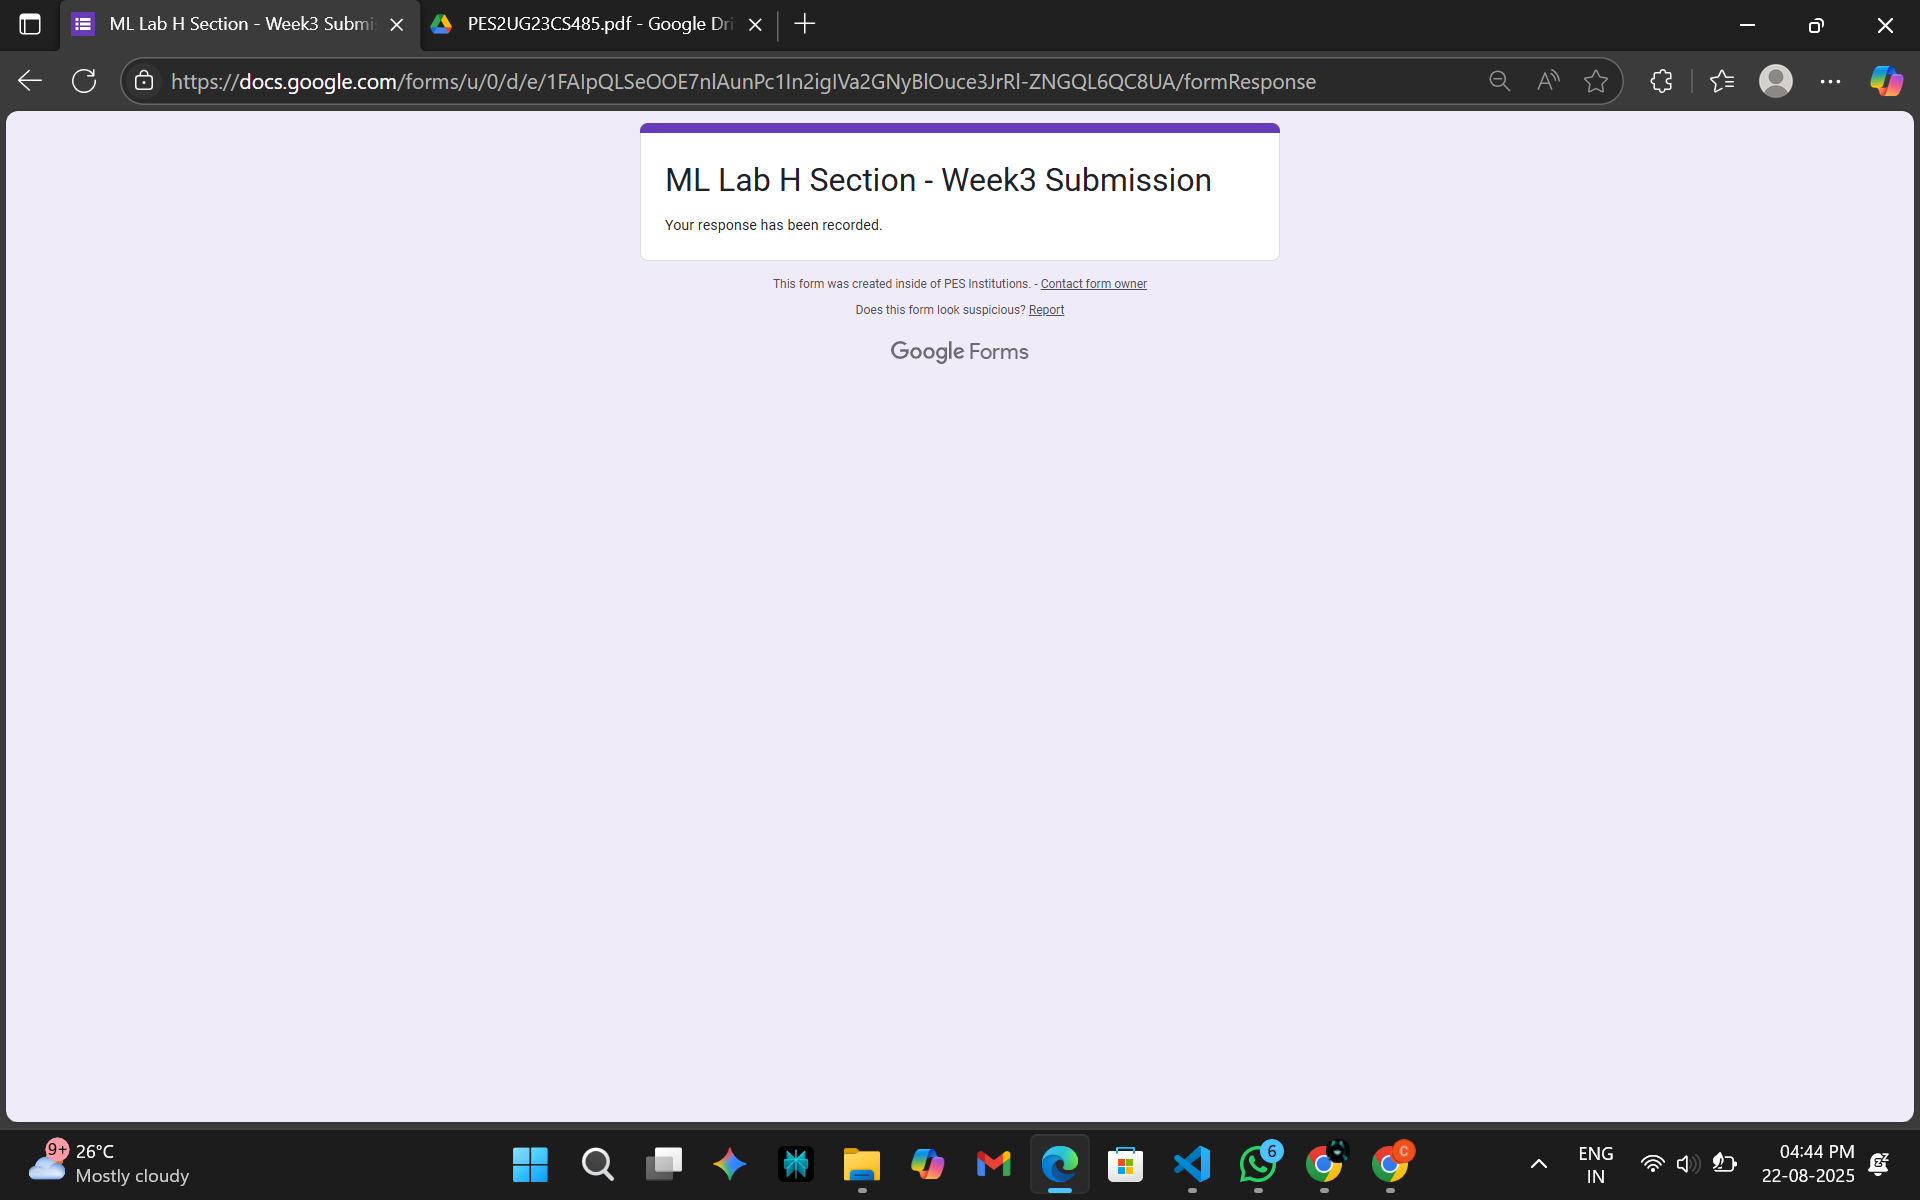 ML Lab H Section - Week3 Submi
PES2UG23CS485.pdf - Google Dri
https://docs.google.com/forms/u/0/d/e/1FAIpQLSeOOE7nlAunPc1In2igIVa2GNyBlOuce3JrRl-ZNGQL6QC8UA/formResponse
ML Lab H Section - Week3 Submission
Your response has been recorded.
This form was created inside of PES Institutions. - Contact form owner
Does this form look suspicious? Report
Google Forms
9+
26°C
Mostly cloudy
6
C
ENG
IN
04:44 PM
22-08-2025